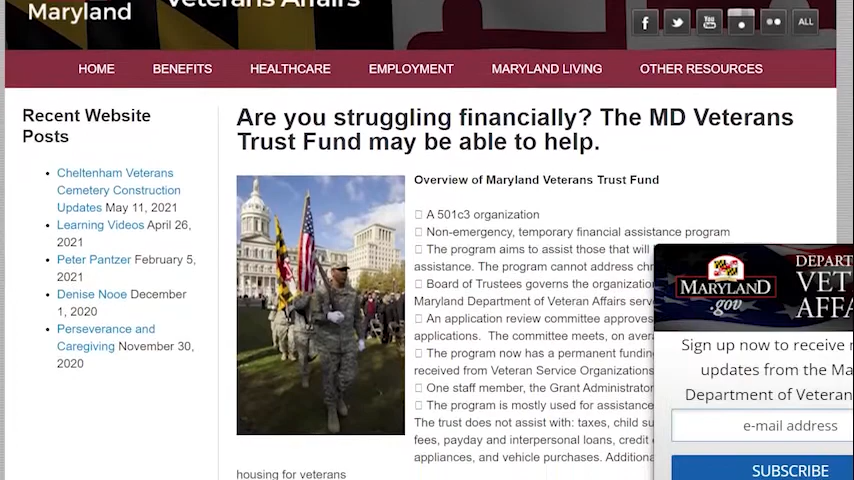 Maryland
Veterans Affairs
f You Tube ALL
HOME BENEFITS HEALTHCARE EMPLOYMENT MARYLAND LIVING OTHER RESOURCES
Recent Website
Posts
Cheltenham Veterans
Cemetery Construction
Updates May 11, 2021
Learning Videos April 26,
2021
Peter Pantzer February 5,
2021
Denise Nooe December
1, 2020
Perseverance and
Caregiving November 30,
2020
Are you struggling financially? The MD Veterans
Trust Fund may be able to help.
Overview of Maryland Veterans Trust Fund
A 501c3 organization
Non-emergency, temporary financial assistance program
The program aims to assist those that will
assistance. The program cannot address chr
Board of Trustees governs the organizatio
Maryland Department of Veteran Affairs serv
An application review committee approves
applications. The committee meets, on aver
The program now has a permanent funding
received from Veteran Service Organizations
One staff member, the Grant Administrator
The program is mostly used for assistance
The trust does not assist with: taxes, child su
fees, payday and interpersonal loans, credit
appliances, and vehicle purchases. Additiona
housing for veterans
MARYLAND
.gov
DEPAR
VET
AFFA
Sign up now to receive
updates from the Ma
Department of Veteran
e-mail address
SUBSCRIBE